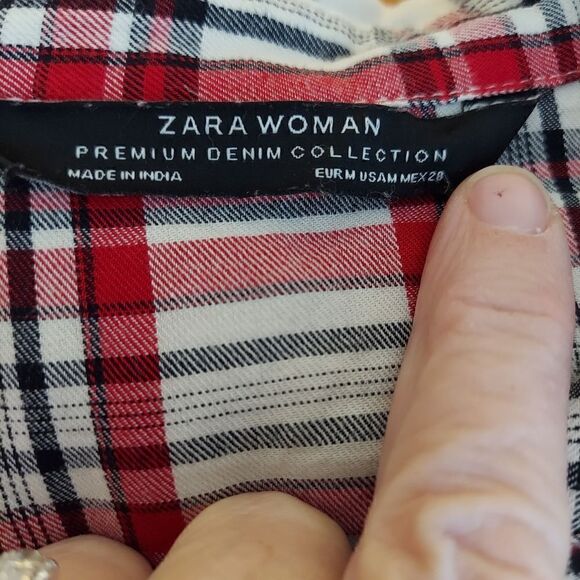 ZARA WOMAN
PREMIUM DENIM COLLECTION
MADE IN INDIA EUR M USA M MEX 28